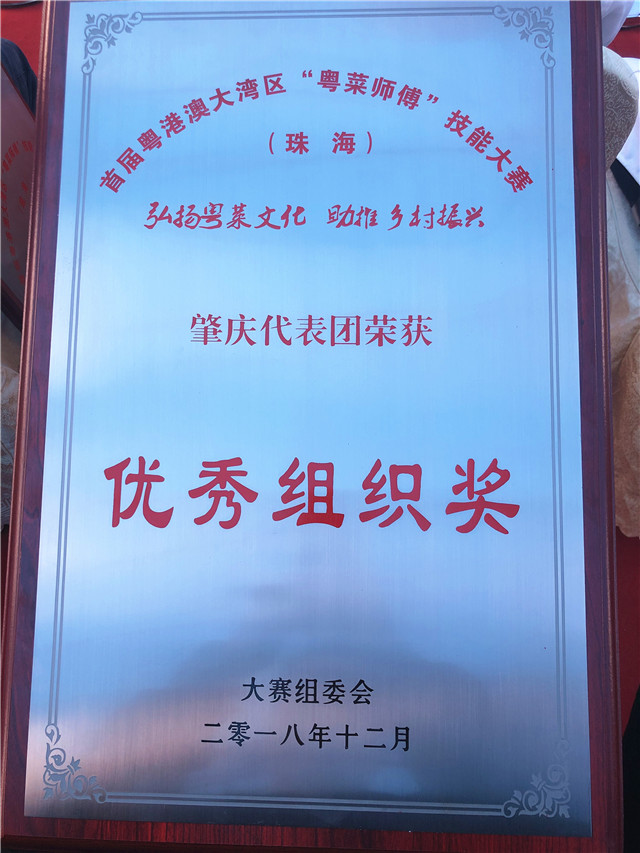 首届粤港澳大湾区“粤菜师傅”技能大赛
（珠海）
弘扬粤菜文化 助推乡村振兴
肇庆代表团荣获
优秀组织奖
大赛组委会
二零一八年十二月